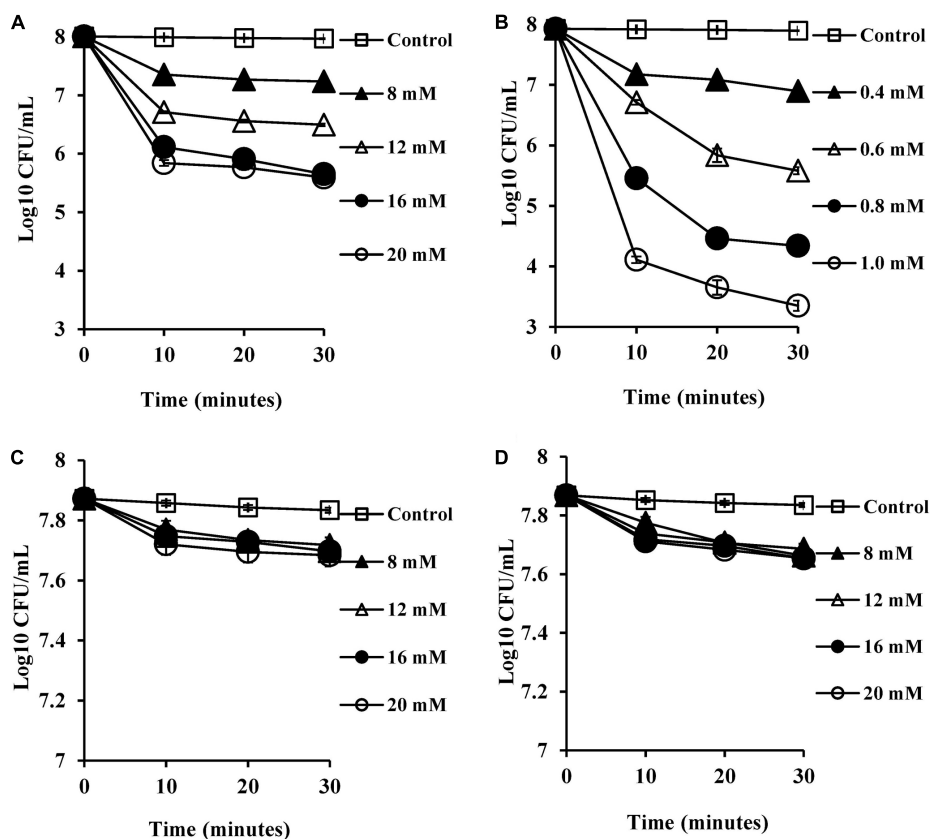 A
Log10 CFU/mL
8
7
6
5
4
3
0 10 20 30
Time (minutes)
Control
8 mM
12 mM
16 mM
20 mM
B
Log10 CFU/mL
8
7
6
5
4
3
0 10 20 30
Time (minutes)
Control
0.4 mM
0.6 mM
0.8 mM
1.0 mM
C
Log10 CFU/mL
8
7.8
7.6
7.4
7.2
7
0 10 20 30
Time (minutes)
Control
8 mM
12 mM
16 mM
20 mM
D
Log10 CFU/mL
8
7.8
7.6
7.4
7.2
7
0 10 20 30
Time (minutes)
Control
8 mM
12 mM
16 mM
20 mM